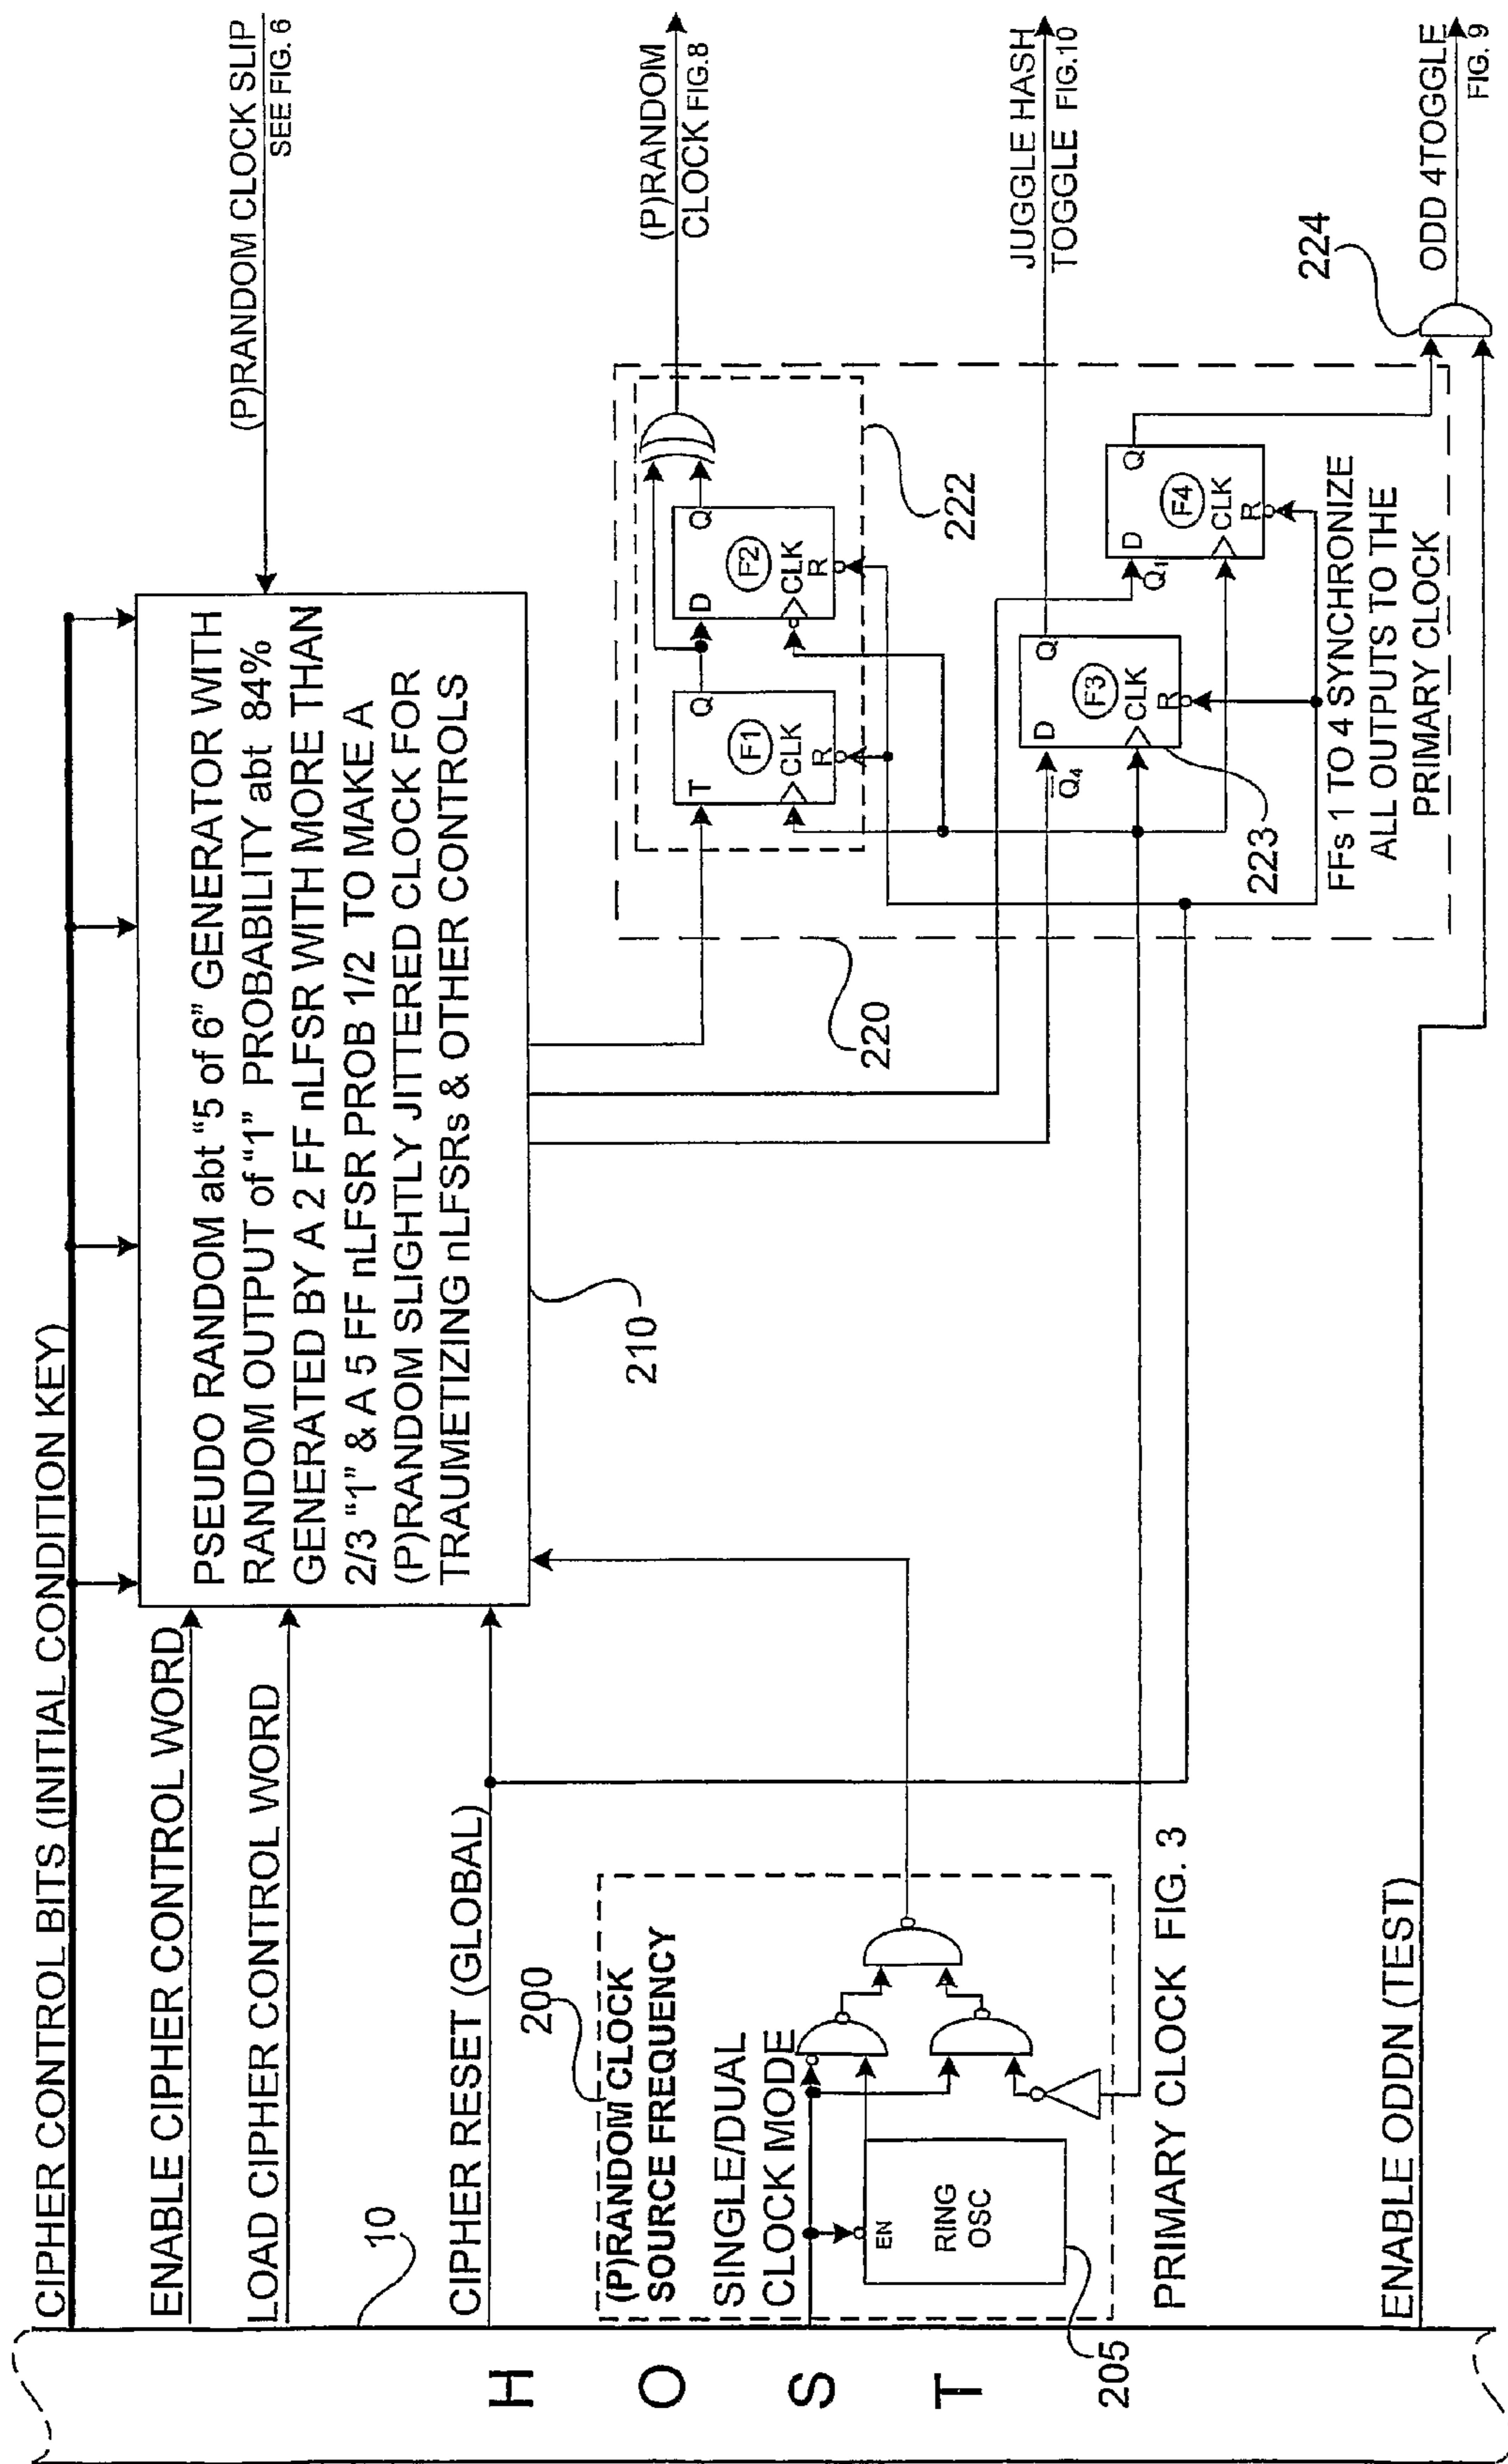 CIPHER CONTROL BITS (INITIAL CONDITION KEY)
ENABLE CIPHER CONTROL WORD
LOAD CIPHER CONTROL WORD
10
CIPHER RESET (GLOBAL)
HOST
PSEUDO RANDOM abt “5 of 6” GENERATOR WITH
RANDOM OUTPUT of “1” PROBABILITY abt 84%
GENERATED BY A 2 FF nLFSR WITH MORE THAN
2/3 “1” & A 5 FF nLFSR PROB 1/2 TO MAKE A
(P)RANDOM SLIGHTLY JITTERED CLOCK FOR
TRAUMETIZING nLFSRs & OTHER CONTROLS
210
(P)RANDOM CLOCK SLIP
SEE FIG. 6
200
(P)RANDOM CLOCK
SOURCE FREQUENCY
SINGLE/DUAL
CLOCK MODE
EN
RING
OSC
205
PRIMARY CLOCK FIG. 3
ENABLE ODDN (TEST)
220
T
Q
F1
CLK
R
D
Q
F2
CLK
R
222
(P)RANDOM
CLOCK FIG.8
Q4
D
Q
F3
CLK
R
223
JUGGLE HASH
TOGGLE FIG.10
Q1
D
Q
F4
CLK
R
FFs 1 TO 4 SYNCHRONIZE
ALL OUTPUTS TO THE
PRIMARY CLOCK
224
ODD 4TOGGLE
FIG. 9